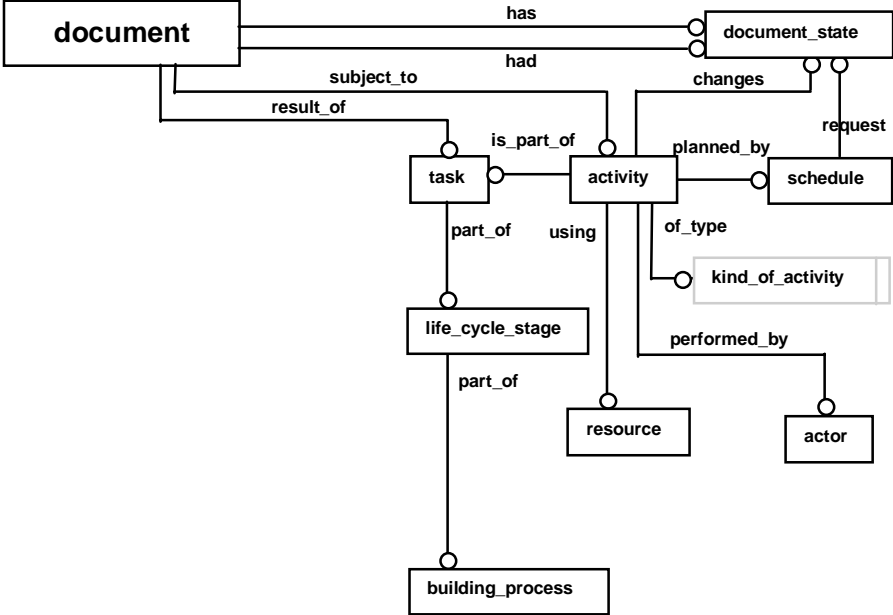 has
document
document_state
had
subject_to
changes
result_of
request
is_part_of
planned_by
task
activity
schedule
part_of
using
of_type
kind_of_activity
life_cycle_stage
performed_by
part_of
resource
actor
building_process